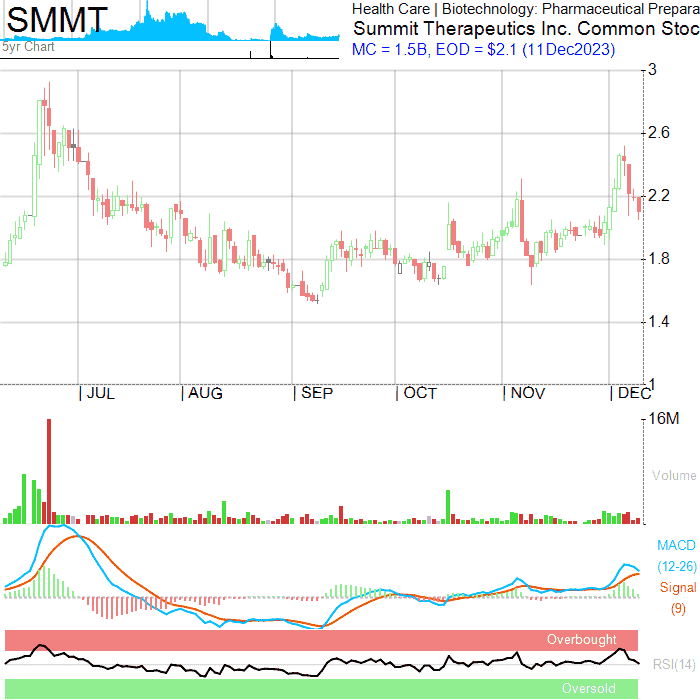 SMMT
5yr Chart
Health Care | Biotechnology: Pharmaceutical Prepara
Summit Therapeutics Inc. Common Stoc
MC = 1.5B, EOD = $2.1 (11Dec2023)
3
2.6
2.2
1.8
1.4
1
| JUL | AUG | SEP | OCT | NOV | DEC
16M
Volume
MACD
(12-26)
Signal
(9)
Overbought
RSI(14)
Oversold